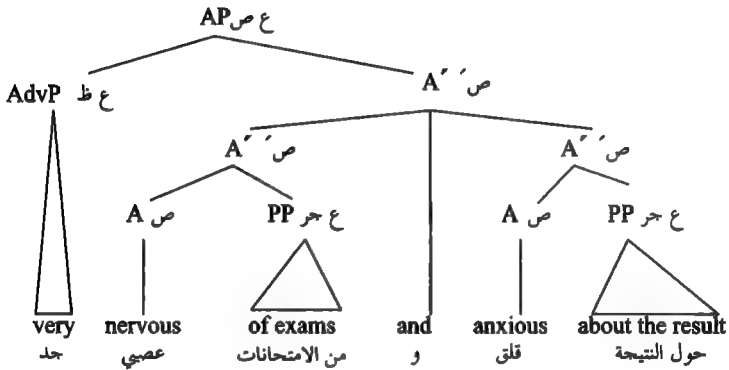 AP ع ص
AdvP ع ظ
A´ ص´
A´ ص´ A´ ص´
A ص PP ع جر A ص PP ع جر
very nervous of exams and anxious about the result
جد عصبي من الامتحانات و قلق حول النتيجة